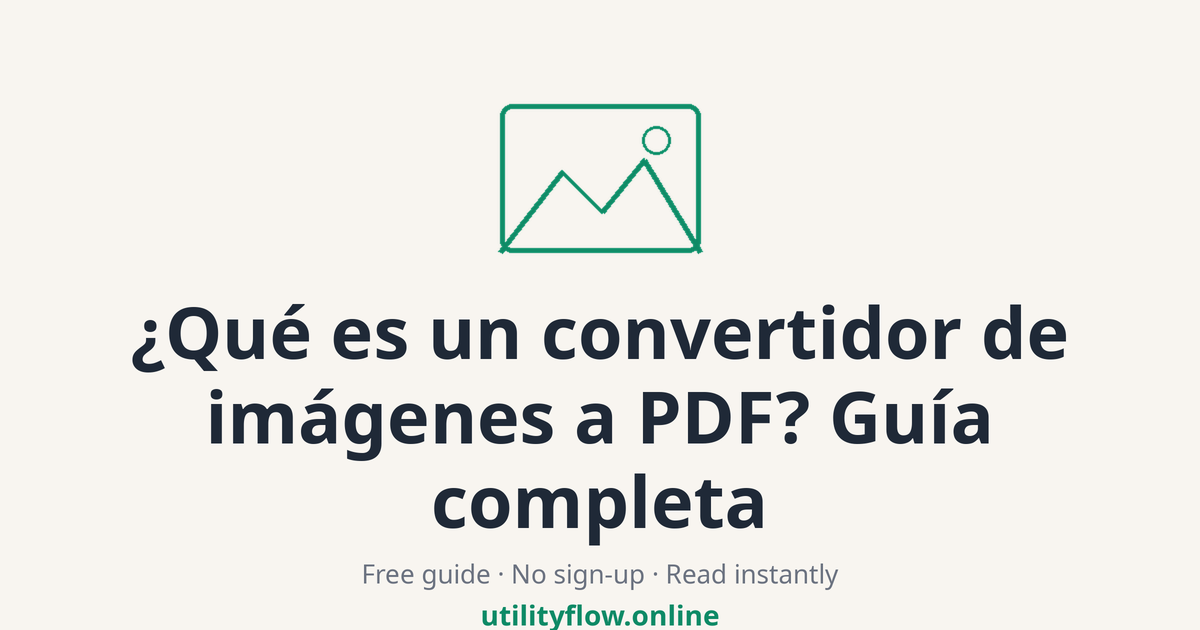 ¿Qué es un convertidor de
imágenes a PDF? Guía
completa
Free guide · No sign-up · Read instantly
utilityflow.online